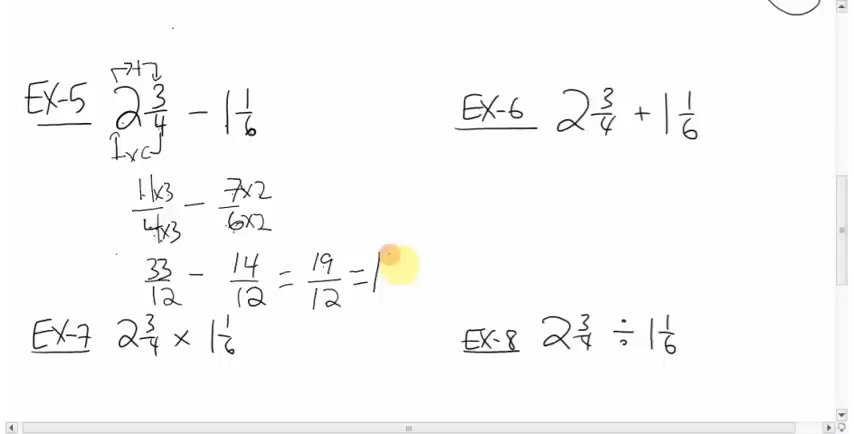 EX-5 2 3/4 - 1 1/6
11x3/4x3 - 7x2/6x2
33/12 - 14/12 = 19/12 = 1
EX-6 2 3/4 + 1 1/6
EX-7 2 3/4 x 1 1/6
EX-8 2 3/4 ÷ 1 1/6